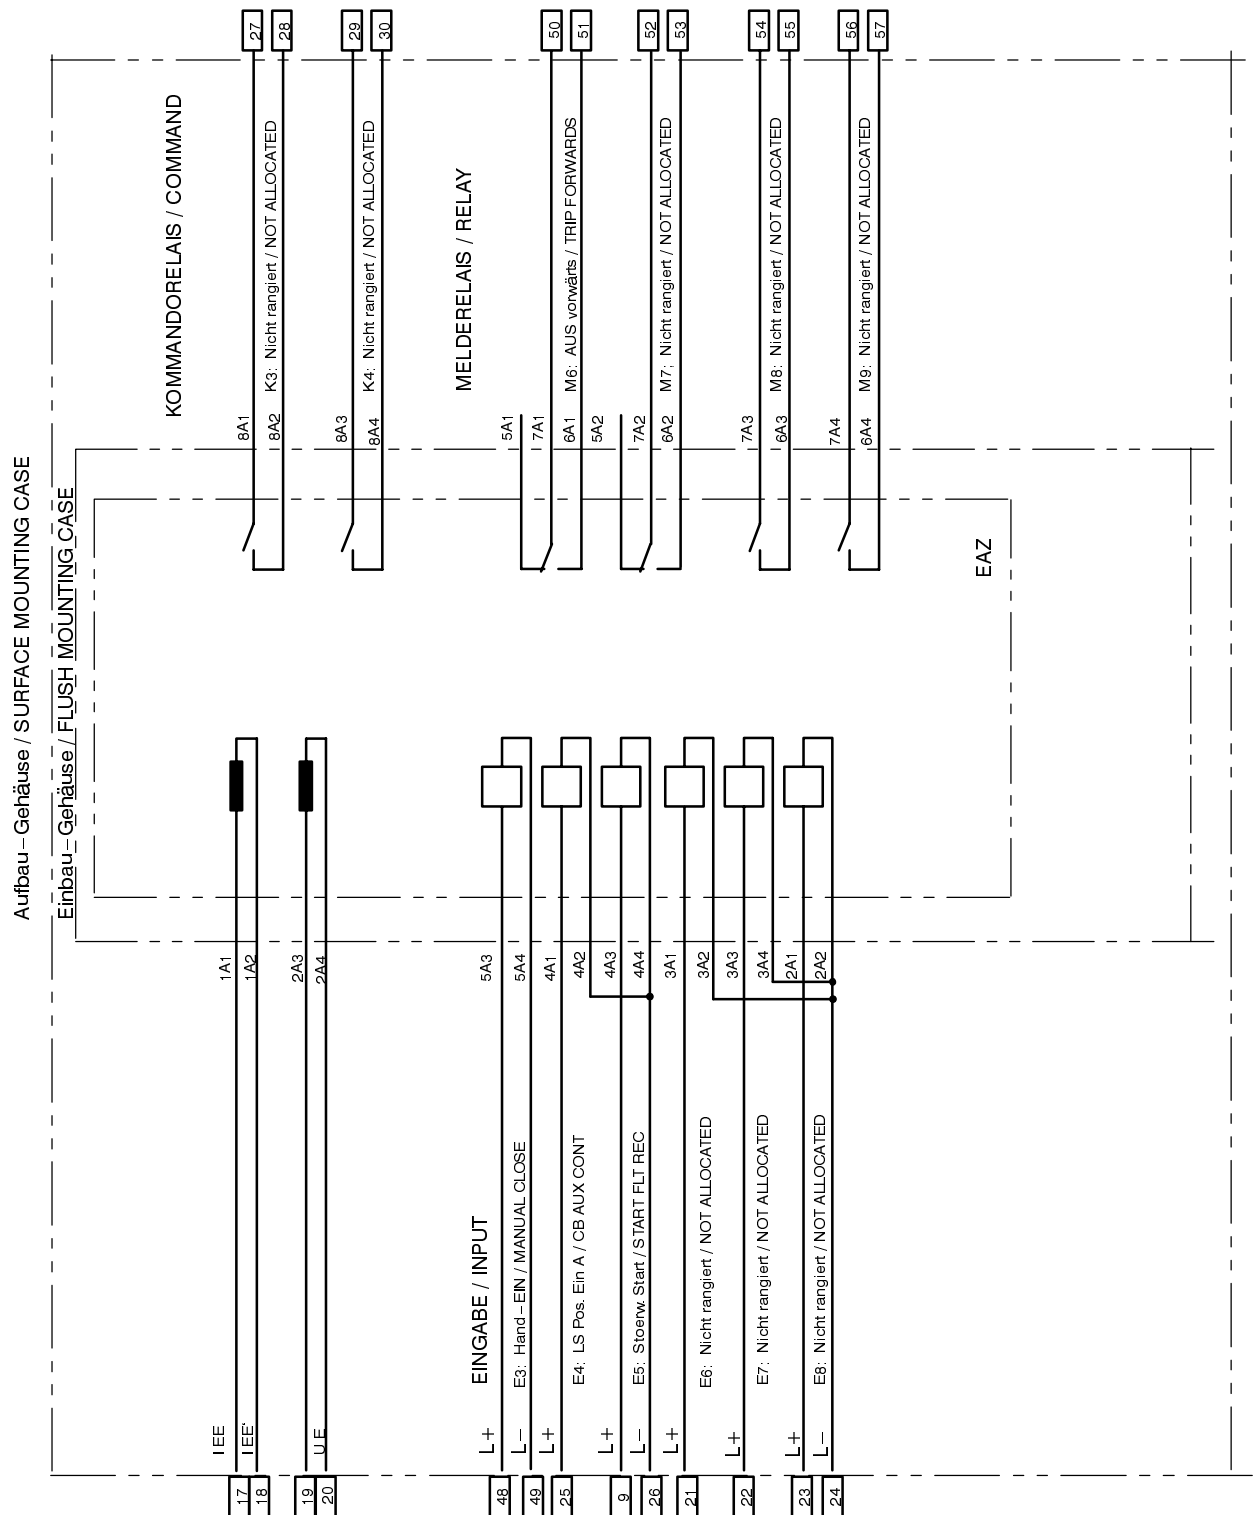 Aufbau–Gehäuse / SURFACE MOUNTING CASE
Einbau–Gehäuse / FLUSH MOUNTING CASE
KOMMANDORELAIS / COMMAND
27
8A1
28
8A2
K3: Nicht rangiert / NOT ALLOCATED
29
8A3
30
8A4
K4: Nicht rangiert / NOT ALLOCATED
MELDERELAIS / RELAY
5A1
50
7A1
51
6A1
M6: AUS vorwärts / TRIP FORWARDS
5A2
52
7A2
53
6A2
M7; Nicht rangiert / NOT ALLOCATED
54
7A3
55
6A3
M8: Nicht rangiert / NOT ALLOCATED
56
7A4
57
6A4
M9: Nicht rangiert / NOT ALLOCATED
EAZ
17
IEE
1A1
18
IEE‘
1A2
19
2A3
20
UE
2A4
EINGABE / INPUT
48
L+
5A3
E3: Hand–EIN / MANUAL CLOSE
49
L–
5A4
25
L+
4A1
E4: LS Pos. Ein A / CB AUX CONT
4A2
9
L+
4A3
E5: Stoerw. Start / START FLT REC
26
L–
4A4
21
L+
3A1
E6: Nicht rangiert / NOT ALLOCATED
3A2
22
L+
3A3
E7: Nicht rangiert / NOT ALLOCATED
3A4
23
L+
2A1
E8: Nicht rangiert / NOT ALLOCATED
24
L–
2A2